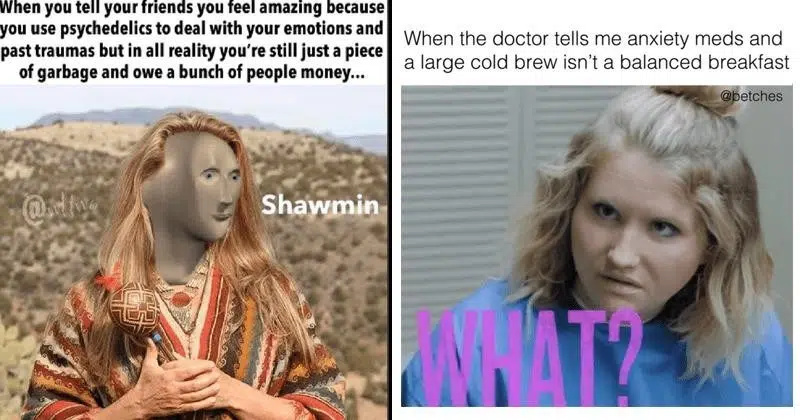 When you tell your friends you feel amazing because
you use psychedelics to deal with your emotions and
past traumas but in all reality you're still just a piece
of garbage and owe a bunch of people money...
Shawmin
When the doctor tells me anxiety meds and
a large cold brew isn't a balanced breakfast
@betches
WHAT?